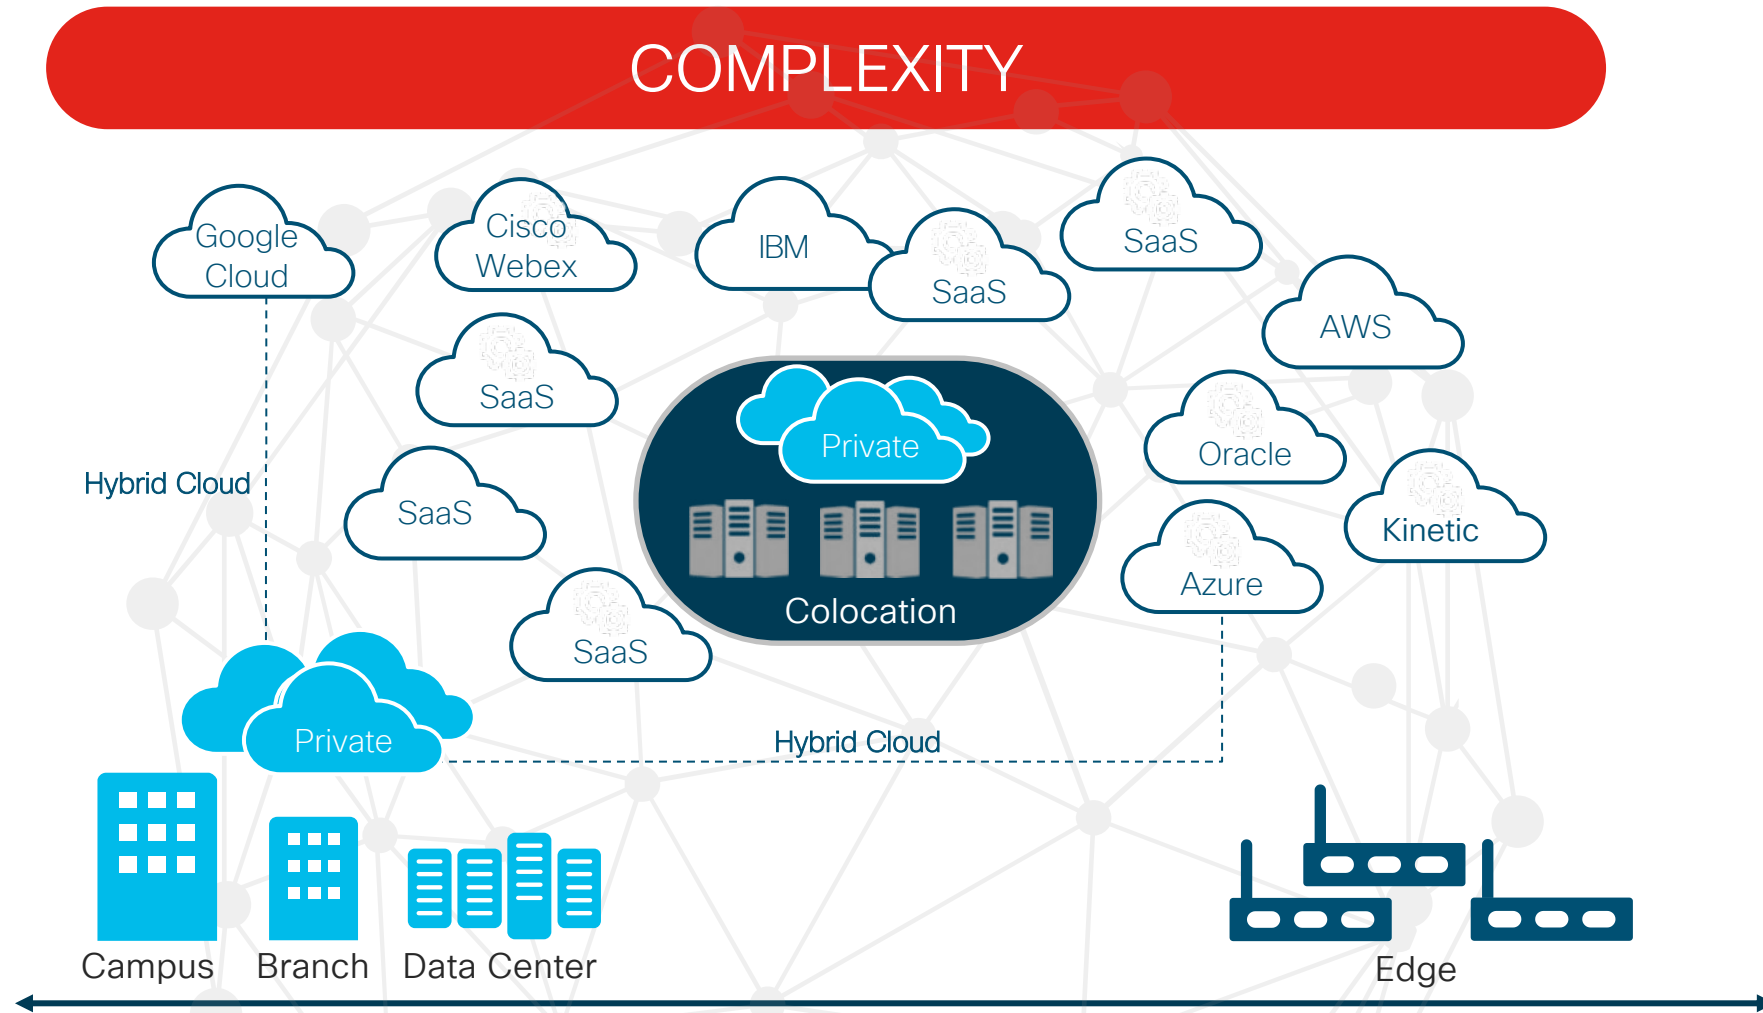 COMPLEXITY
Google
Cloud
Cisco
Webex
IBM
SaaS
SaaS
AWS
SaaS
Private
Oracle
Hybrid Cloud
SaaS
Kinetic
Azure
Colocation
SaaS
Private
Hybrid Cloud
Campus
Branch
Data Center
Edge